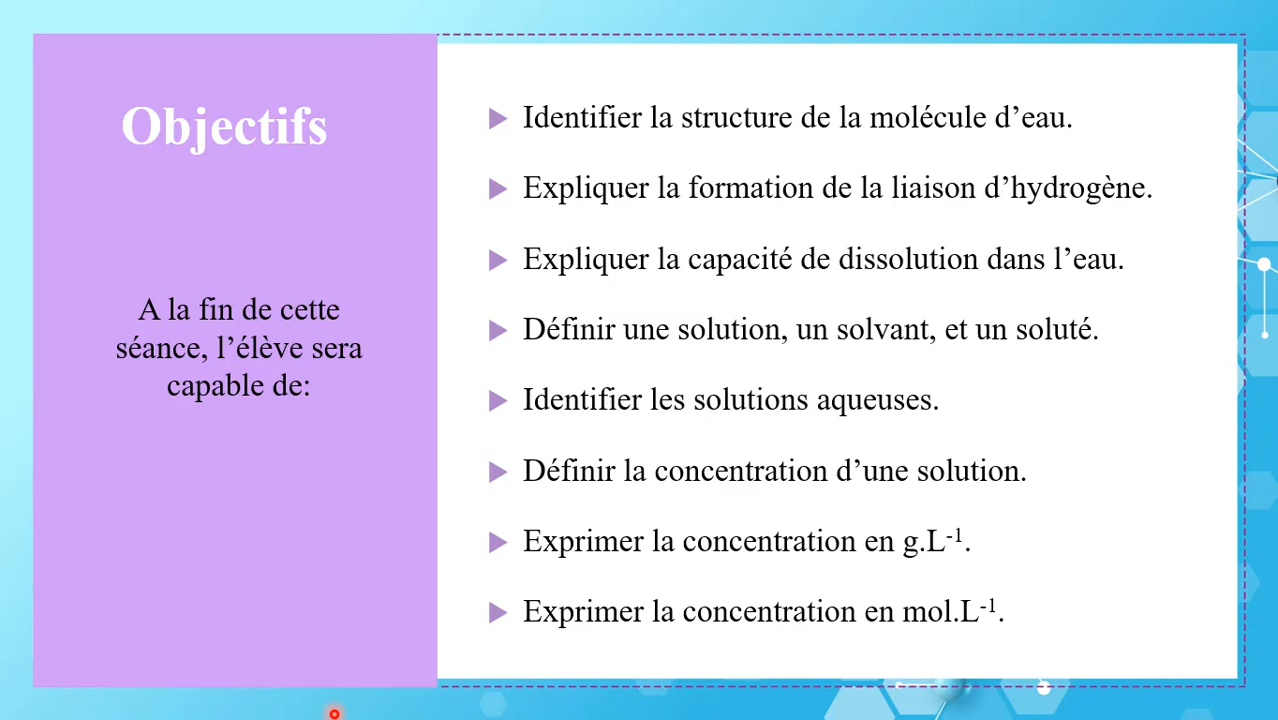 Objectifs
A la fin de cette
séance, l’élève sera
capable de:
Identifier la structure de la molécule d’eau.
Expliquer la formation de la liaison d’hydrogène.
Expliquer la capacité de dissolution dans l’eau.
Définir une solution, un solvant, et un soluté.
Identifier les solutions aqueuses.
Définir la concentration d’une solution.
Exprimer la concentration en g.L⁻¹.
Exprimer la concentration en mol.L⁻¹.